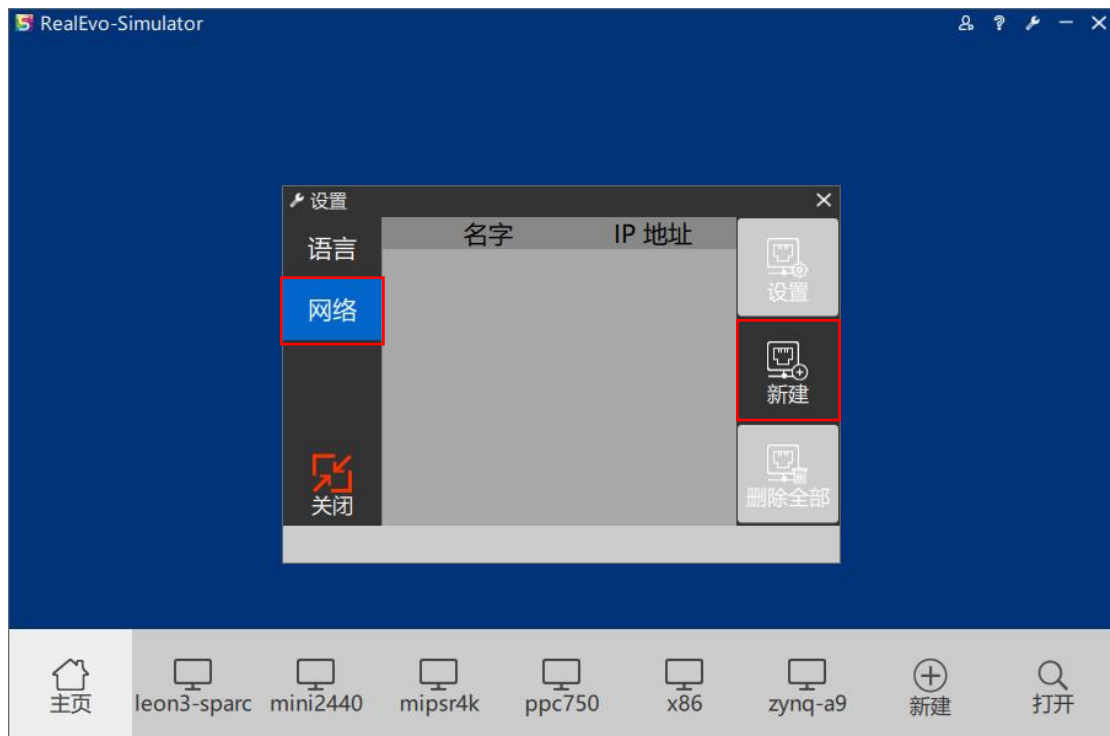 RealEvo-Simulator
设置
名字 IP 地址
语言
设置
网络
新建
删除全部
关闭
主页 leon3-sparc mini2440 mipsr4k ppc750 x86 zynq-a9 新建 打开